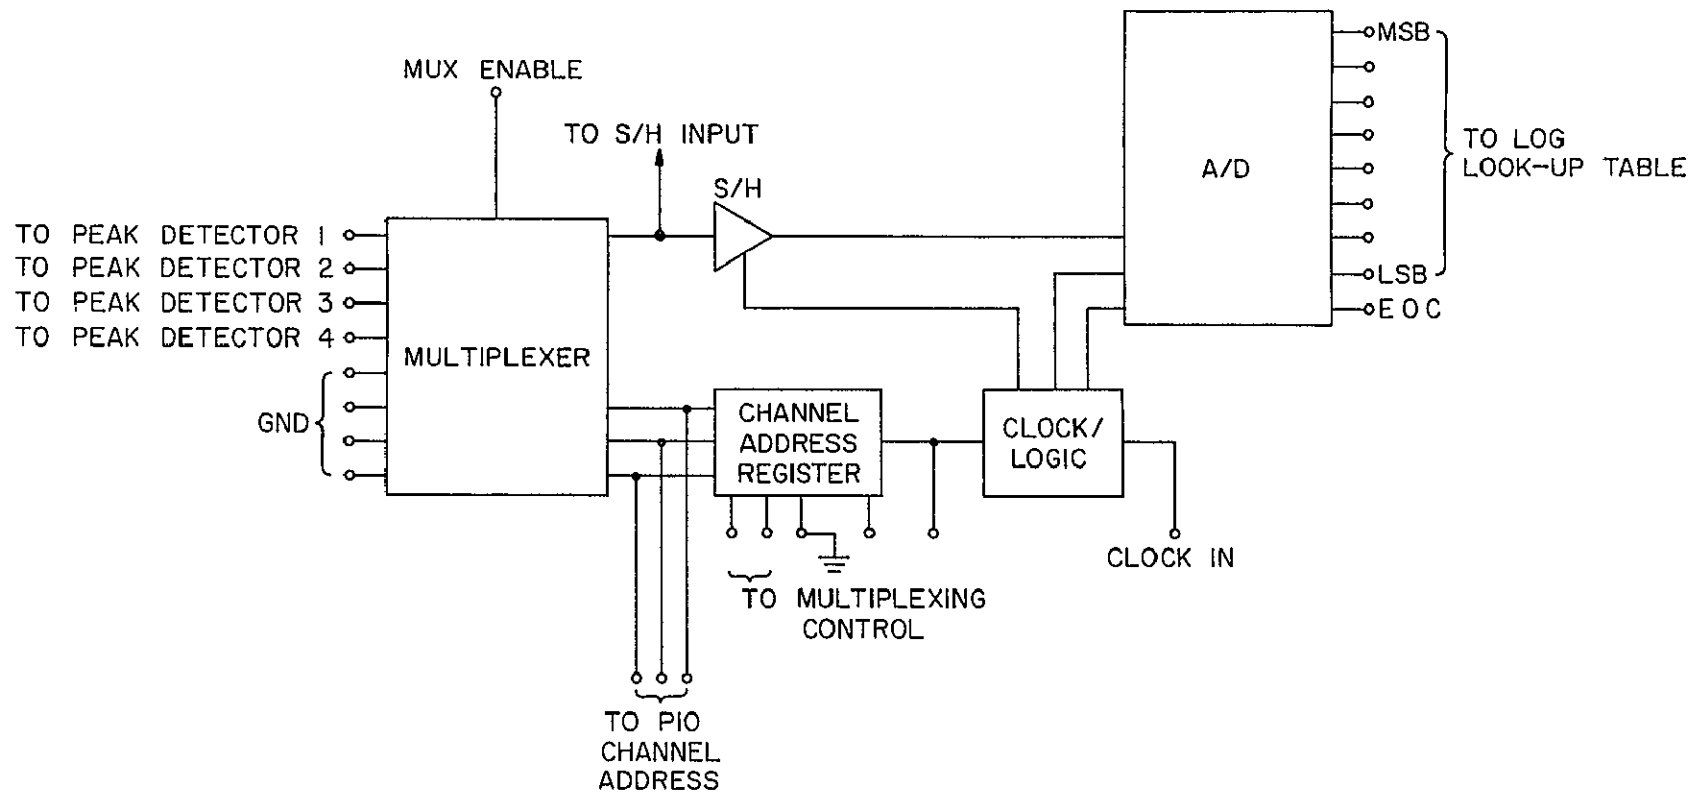 MUX ENABLE
TO S/H INPUT
S/H
TO PEAK DETECTOR 1
TO PEAK DETECTOR 2
TO PEAK DETECTOR 3
TO PEAK DETECTOR 4
GND
MULTIPLEXER
CHANNEL
ADDRESS
REGISTER
CLOCK/
LOGIC
A/D
MSB
LSB
EOC
TO LOG
LOOK-UP TABLE
CLOCK IN
TO MULTIPLEXING
CONTROL
TO PIO
CHANNEL
ADDRESS